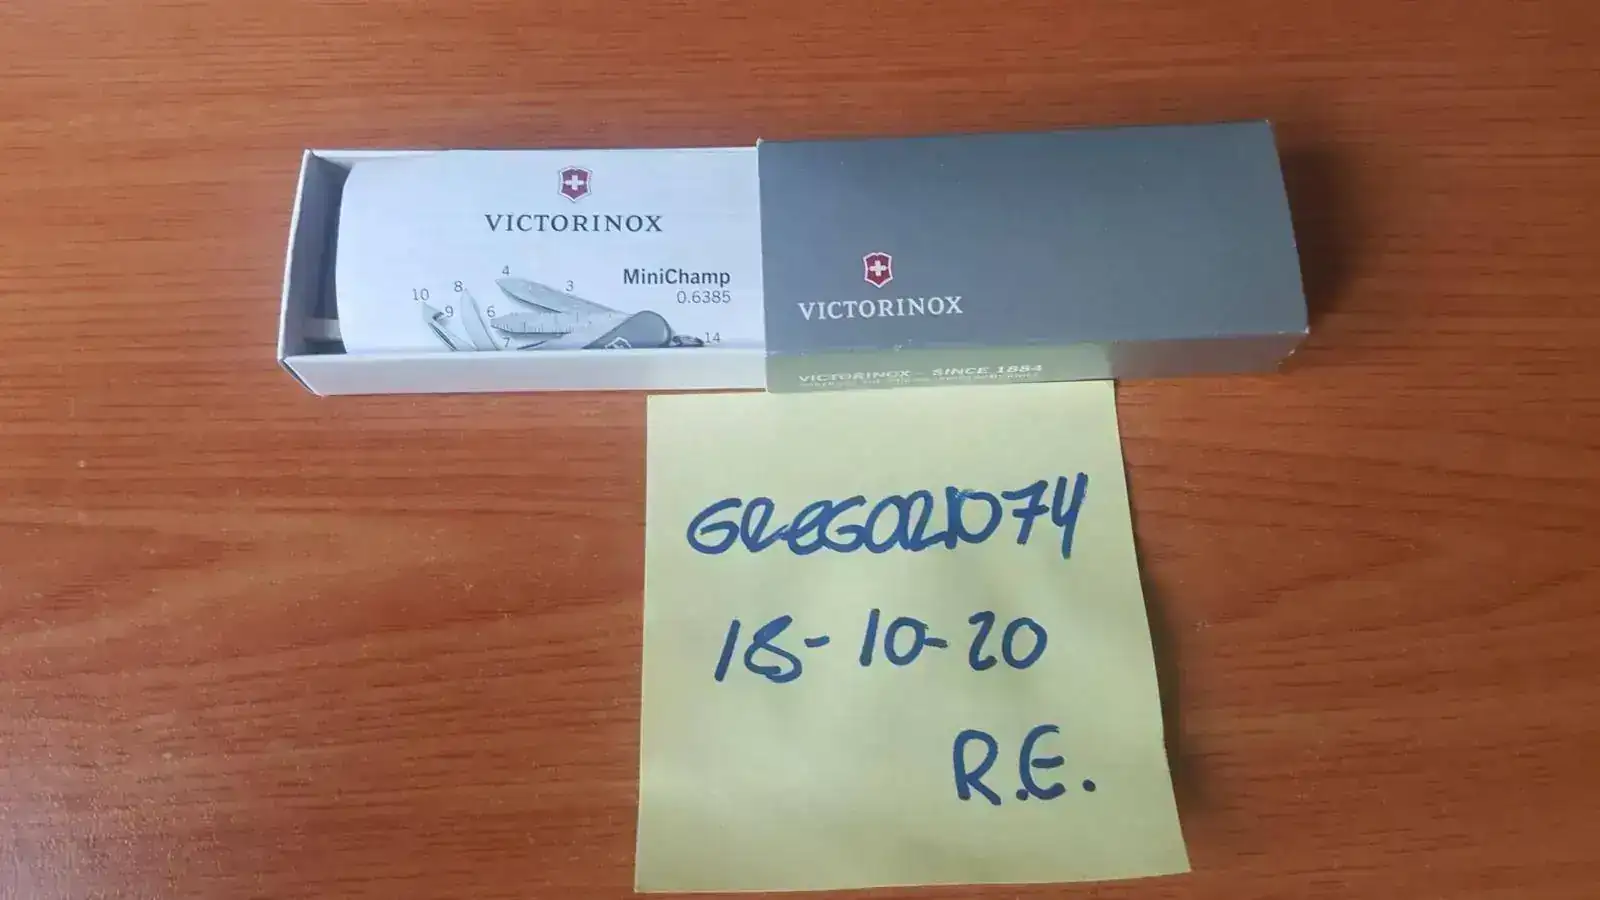 VICTORINOX
MiniChamp
0.6385
4
3
10
8
9
6
7
14
VICTORINOX
VICTORINOX - SINCE 1884
GREGORIO74
18-10-20
R.E.